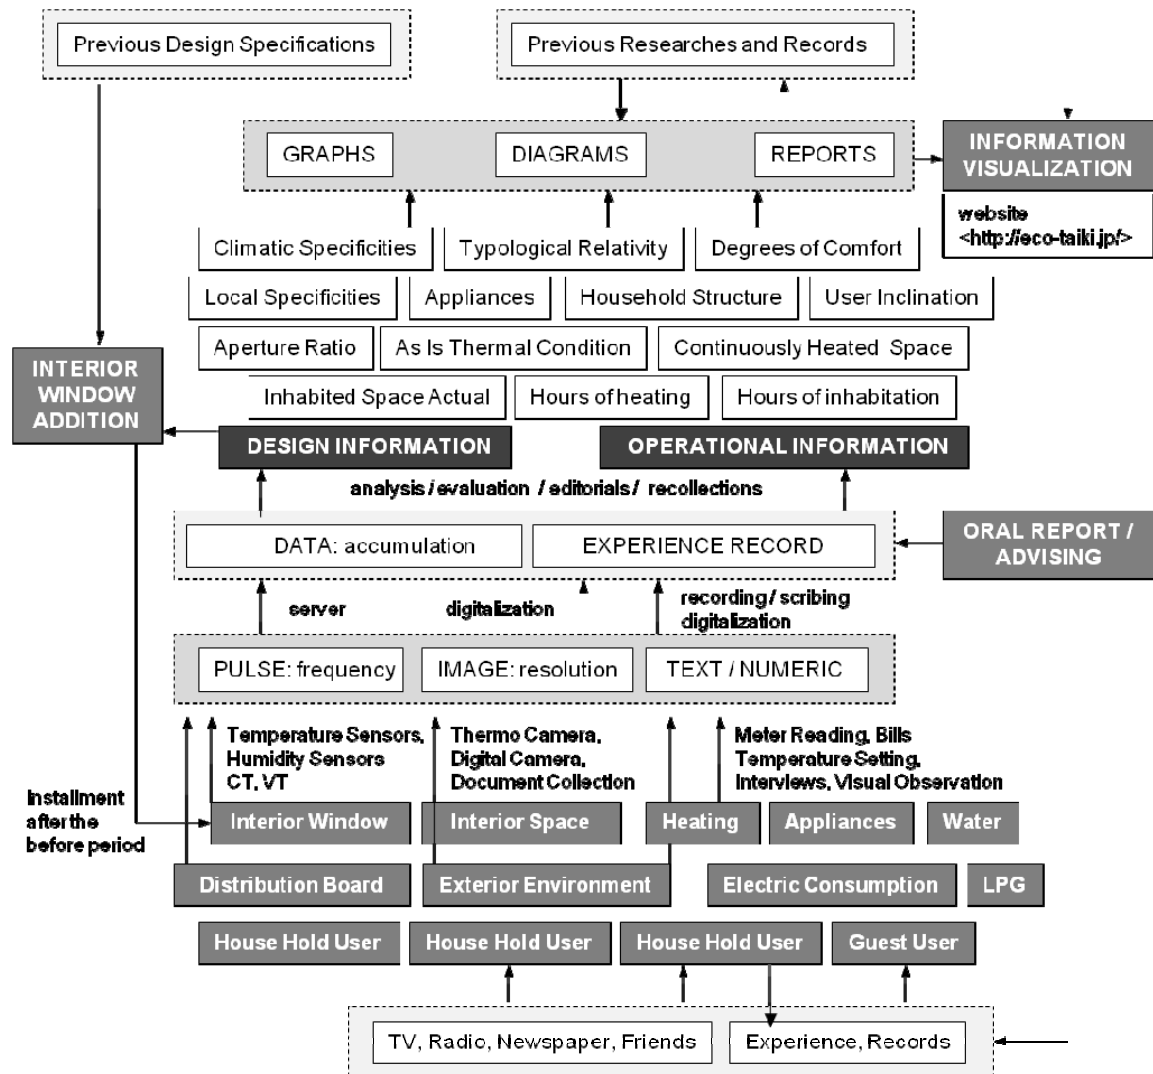 Previous Design Specifications
Previous Researches and Records
GRAPHS
DIAGRAMS
REPORTS
INFORMATION
VISUALIZATION
website
<http://eco-taiki.jp/>
Climatic Specificities
Typological Relativity
Degrees of Comfort
Local Specificities
Appliances
Household Structure
User Inclination
Aperture Ratio
As Is Thermal Condition
Continuously Heated Space
INTERIOR
WINDOW
ADDITION
Inhabited Space Actual
Hours of heating
Hours of inhabitation
DESIGN INFORMATION
OPERATIONAL INFORMATION
analysis / evaluation / editorials / recollections
DATA: accumulation
EXPERIENCE RECORD
ORAL REPORT /
ADVISING
server
digitalization
recording / scribing
digitalization
PULSE: frequency
IMAGE: resolution
TEXT / NUMERIC
Temperature Sensors,
Humidity Sensors
CT, VT
Thermo Camera,
Digital Camera,
Document Collection
Meter Reading, Bills
Temperature Setting,
Interviews, Visual Observation
Installment
after the
before period
Interior Window
Interior Space
Heating
Appliances
Water
Distribution Board
Exterior Environment
Electric Consumption
LPG
House Hold User
House Hold User
House Hold User
Guest User
TV, Radio, Newspaper, Friends
Experience, Records